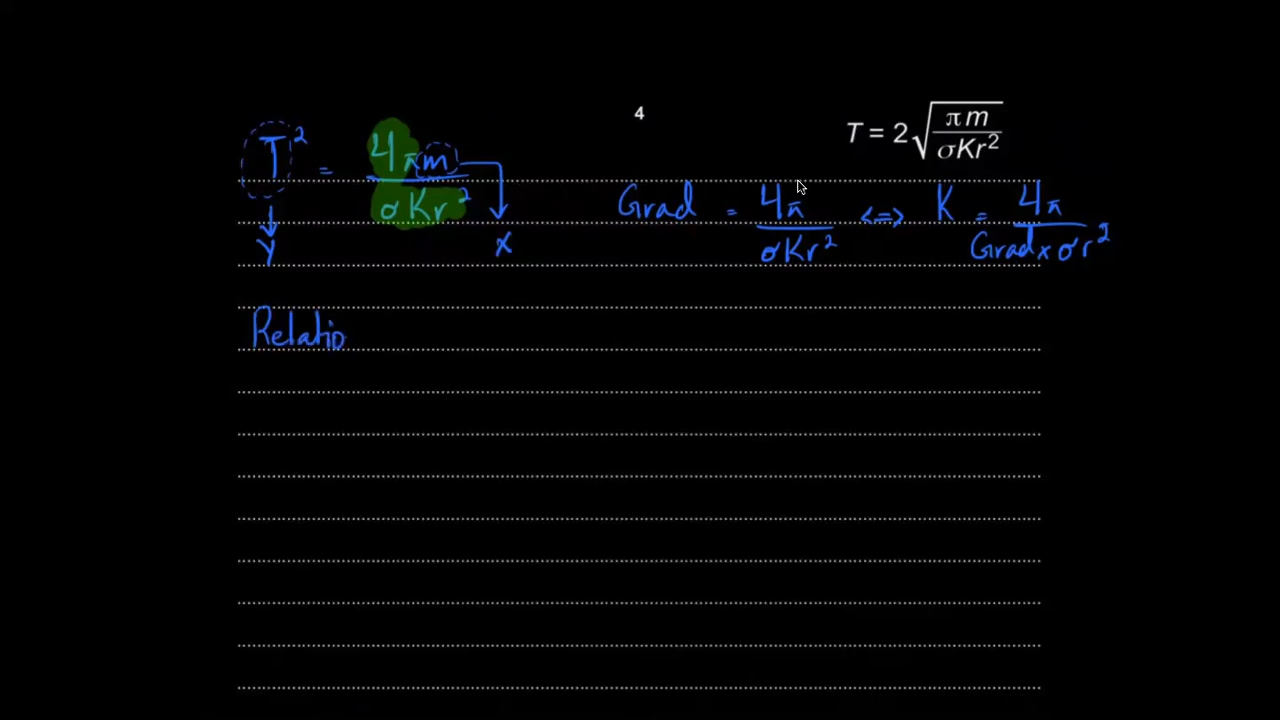 4
T = 2√(πm / σKr²)
T² = 4πm / σKr²
Y
X
Grad = 4π / σKr² <=> K = 4π / Grad x σr²
Relatio